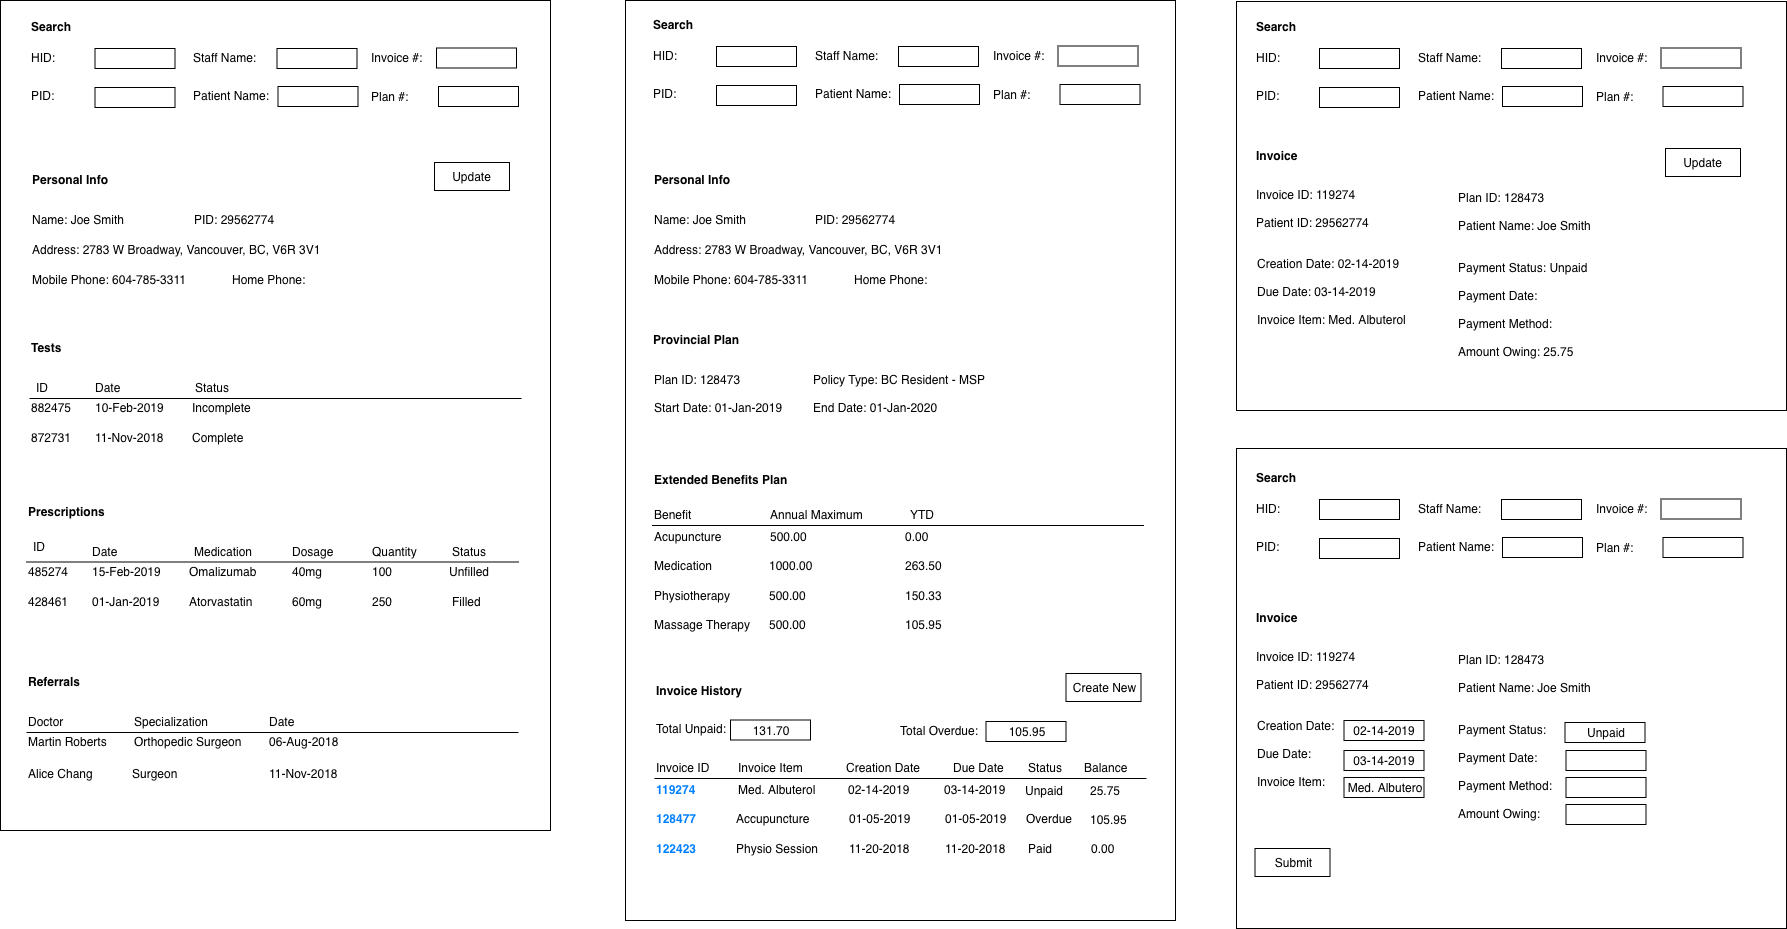 Search
HID: Staff Name: Invoice #:
PID: Patient Name: Plan #:
Personal Info Update
Name: Joe Smith PID: 29562774
Address: 2783 W Broadway, Vancouver, BC, V6R 3V1
Mobile Phone: 604-785-3311 Home Phone:
Tests
ID Date Status
882475 10-Feb-2019 Incomplete
872731 11-Nov-2018 Complete
Prescriptions
ID Date Medication Dosage Quantity Status
485274 15-Feb-2019 Omalizumab 40mg 100 Unfilled
428461 01-Jan-2019 Atorvastatin 60mg 250 Filled
Referrals
Doctor Specialization Date
Martin Roberts Orthopedic Surgeon 06-Aug-2018
Alice Chang Surgeon 11-Nov-2018
Search
HID: Staff Name: Invoice #:
PID: Patient Name: Plan #:
Personal Info
Name: Joe Smith PID: 29562774
Address: 2783 W Broadway, Vancouver, BC, V6R 3V1
Mobile Phone: 604-785-3311 Home Phone:
Provincial Plan
Plan ID: 128473 Policy Type: BC Resident - MSP
Start Date: 01-Jan-2019 End Date: 01-Jan-2020
Extended Benefits Plan
Benefit Annual Maximum YTD
Acupuncture 500.00 0.00
Medication 1000.00 263.50
Physiotherapy 500.00 150.33
Massage Therapy 500.00 105.95
Invoice History Create New
Total Unpaid: 131.70 Total Overdue: 105.95
Invoice ID Invoice Item Creation Date Due Date Status Balance
119274 Med. Albuterol 02-14-2019 03-14-2019 Unpaid 25.75
128477 Accupuncture 01-05-2019 01-05-2019 Overdue 105.95
122423 Physio Session 11-20-2018 11-20-2018 Paid 0.00
Search
HID: Staff Name: Invoice #:
PID: Patient Name: Plan #:
Invoice Update
Invoice ID: 119274 Plan ID: 128473
Patient ID: 29562774 Patient Name: Joe Smith
Creation Date: 02-14-2019 Payment Status: Unpaid
Due Date: 03-14-2019 Payment Date:
Invoice Item: Med. Albuterol Payment Method:
Amount Owing: 25.75
Search
HID: Staff Name: Invoice #:
PID: Patient Name: Plan #:
Invoice
Invoice ID: 119274 Plan ID: 128473
Patient ID: 29562774 Patient Name: Joe Smith
Creation Date: 02-14-2019 Payment Status: Unpaid
Due Date: 03-14-2019 Payment Date:
Invoice Item: Med. Albutero Payment Method:
Amount Owing:
Submit